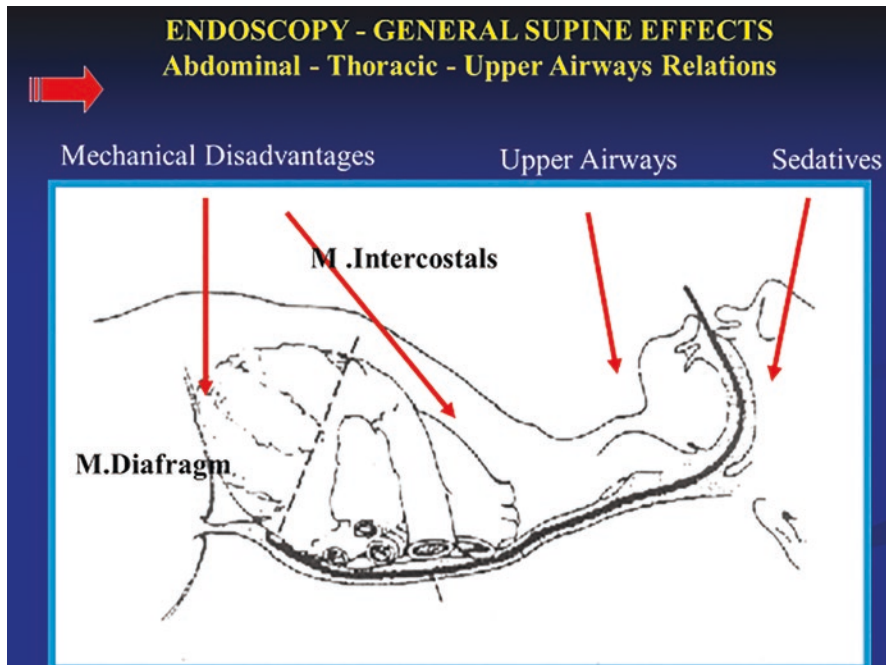 ENDOSCOPY - GENERAL SUPINE EFFECTS
Abdominal - Thoracic - Upper Airways Relations
Mechanical Disadvantages Upper Airways Sedatives
M .Intercostals
M.Diafragm